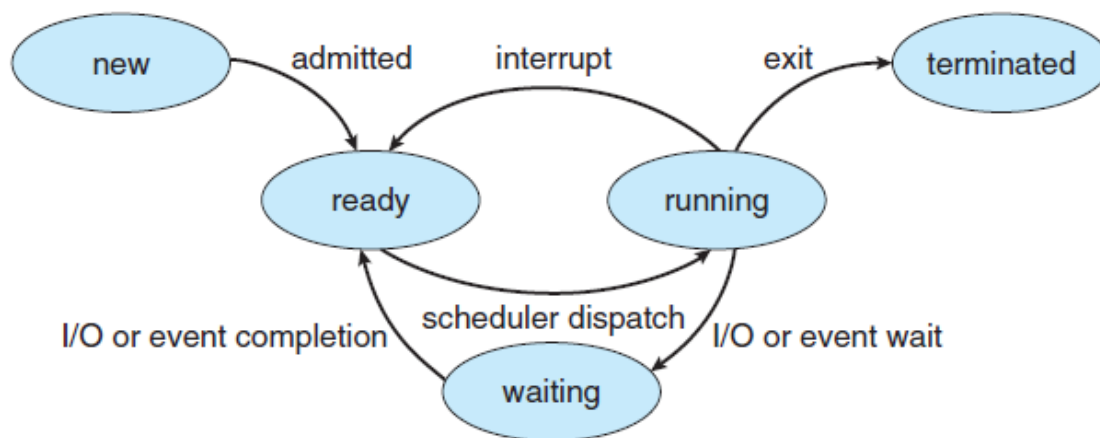 new
admitted
interrupt
exit
terminated
ready
running
scheduler dispatch
I/O or event completion
I/O or event wait
waiting